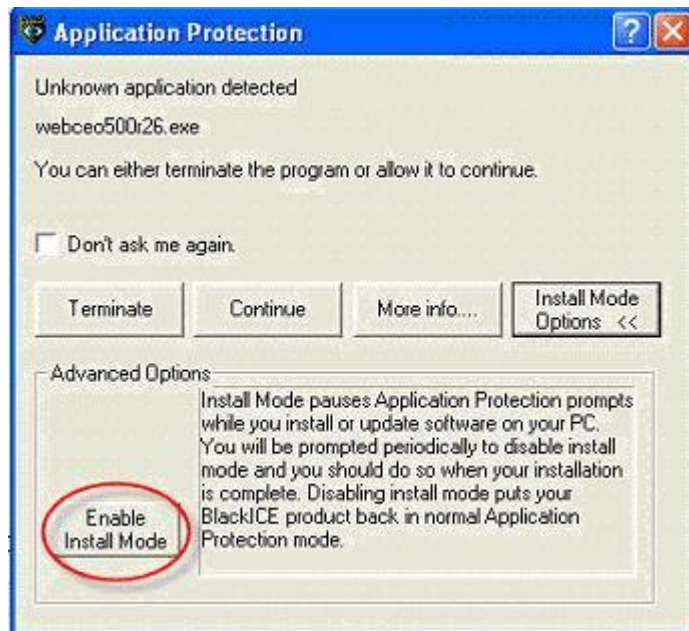 Application Protection
Unknown application detected
webceo500r26.exe
You can either terminate the program or allow it to continue.
Don't ask me again.
Terminate
Continue
More info....
Install Mode
Options <<
Advanced Options
Install Mode pauses Application Protection prompts
while you install or update software on your PC.
You will be prompted periodically to disable install
mode and you should do so when your installation
is complete. Disabling install mode puts your
BlackICE product back in normal Application
Protection mode.
Enable
Install Mode